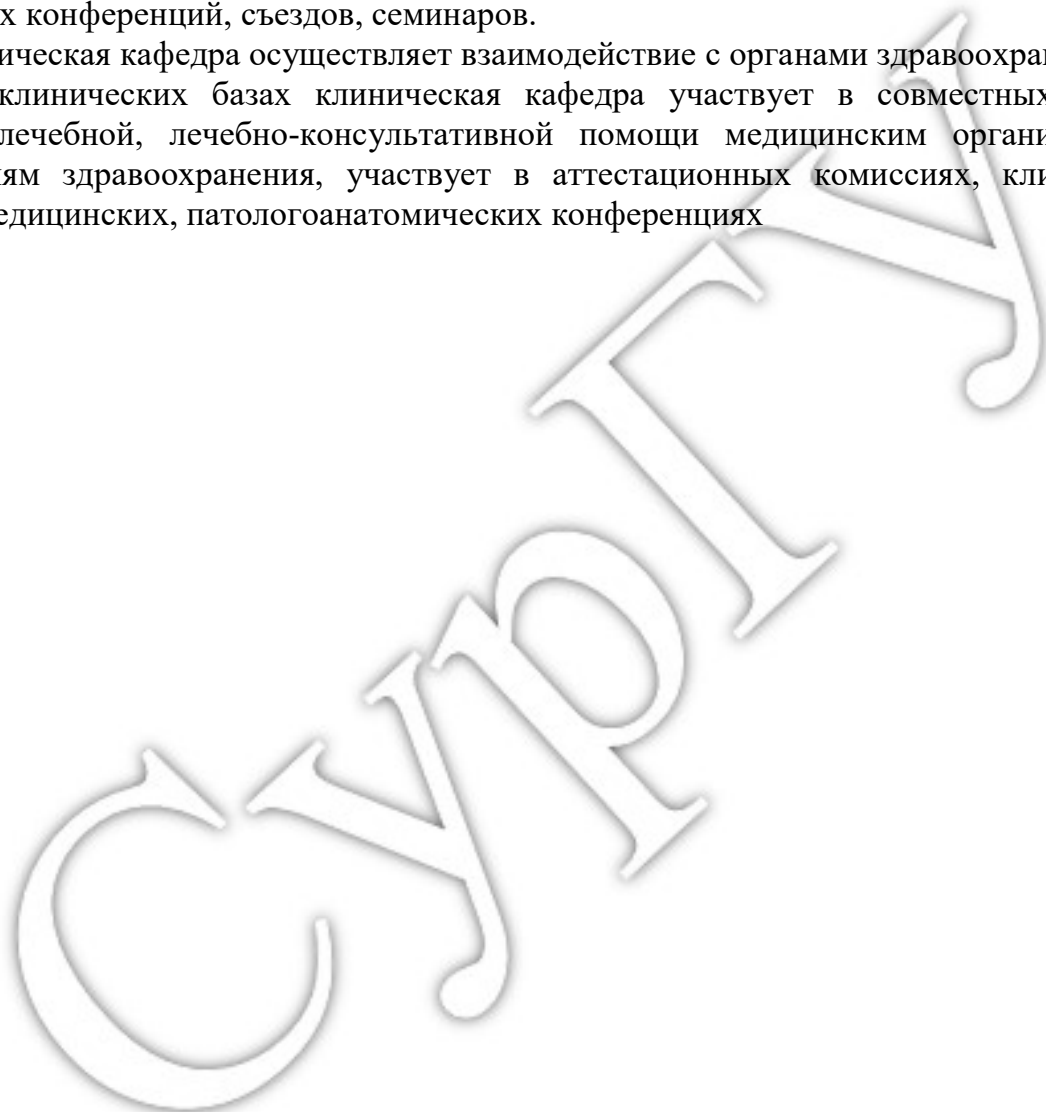 х конференций, съездов, семинаров.
ическая кафедра осуществляет взаимодействие с органами здравоохра
клинических базах клиническая кафедра участвует в совместных
лечебной, лечебно-консультативной помощи медицинским органи
ям здравоохранения, участвует в аттестационных комиссиях, кли
едицинских, патологоанатомических конференциях
СурГУ